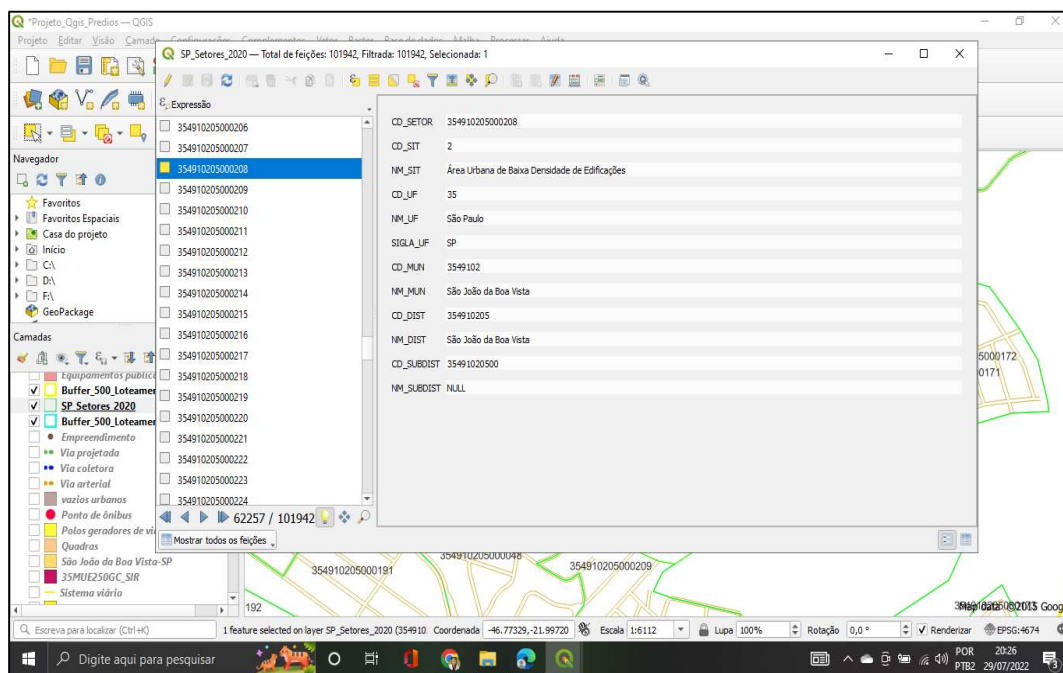 *Projeto_Qgis_Predios — QGIS
Projeto Editar Visão Camada Configurações Complementos Vetor Raster Base de dados Malha Processar Ajuda
SP_Setores_2020 — Total de feições: 101942, Filtrada: 101942, Selecionada: 1
Expressão
354910205000206
354910205000207
354910205000208
354910205000209
354910205000210
354910205000211
354910205000212
354910205000213
354910205000214
354910205000215
354910205000216
354910205000217
354910205000218
354910205000219
354910205000220
354910205000221
354910205000222
354910205000223
354910205000224
62257 / 101942
Mostrar todos os feições
CD_SETOR 354910205000208
CD_SIT 2
NM_SIT Área Urbana de Baixa Densidade de Edificações
CD_UF 35
NM_UF São Paulo
SIGLA_UF SP
CD_MUN 3549102
NM_MUN São João da Boa Vista
CD_DIST 354910205
NM_DIST São João da Boa Vista
CD_SUBDIST 35491020500
NM_SUBDIST NULL
Navegador
Favoritos
Favoritos Espaciais
Casa do projeto
Início
C:\
D:\
F:\
GeoPackage
Camadas
Equipamentos públic
Buffer_500_Loteamer
SP_Setores_2020
Buffer_500_Loteamer
Empreendimento
Via projetada
Via coletora
Via arterial
vazios urbanos
Ponto de ônibus
Polos geradores de vi
Quadras
São João da Boa Vista-SP
35MUE250GC_SIR
Sistema viário
5000172
0171
354910205000048
354910205000191
354910205000209
192
Map data ©2015 Goog
Escreva para localizar (Ctrl+K)
1 feature selected on layer SP_Setores_2020 (354910
Coordenada -46.77329,-21.99720
Escala 1:6112
Lupa 100%
Rotação 0,0 °
Renderizar
EPSG:4674
Digite aqui para pesquisar
POR
PTB2
20:26
29/07/2022
3